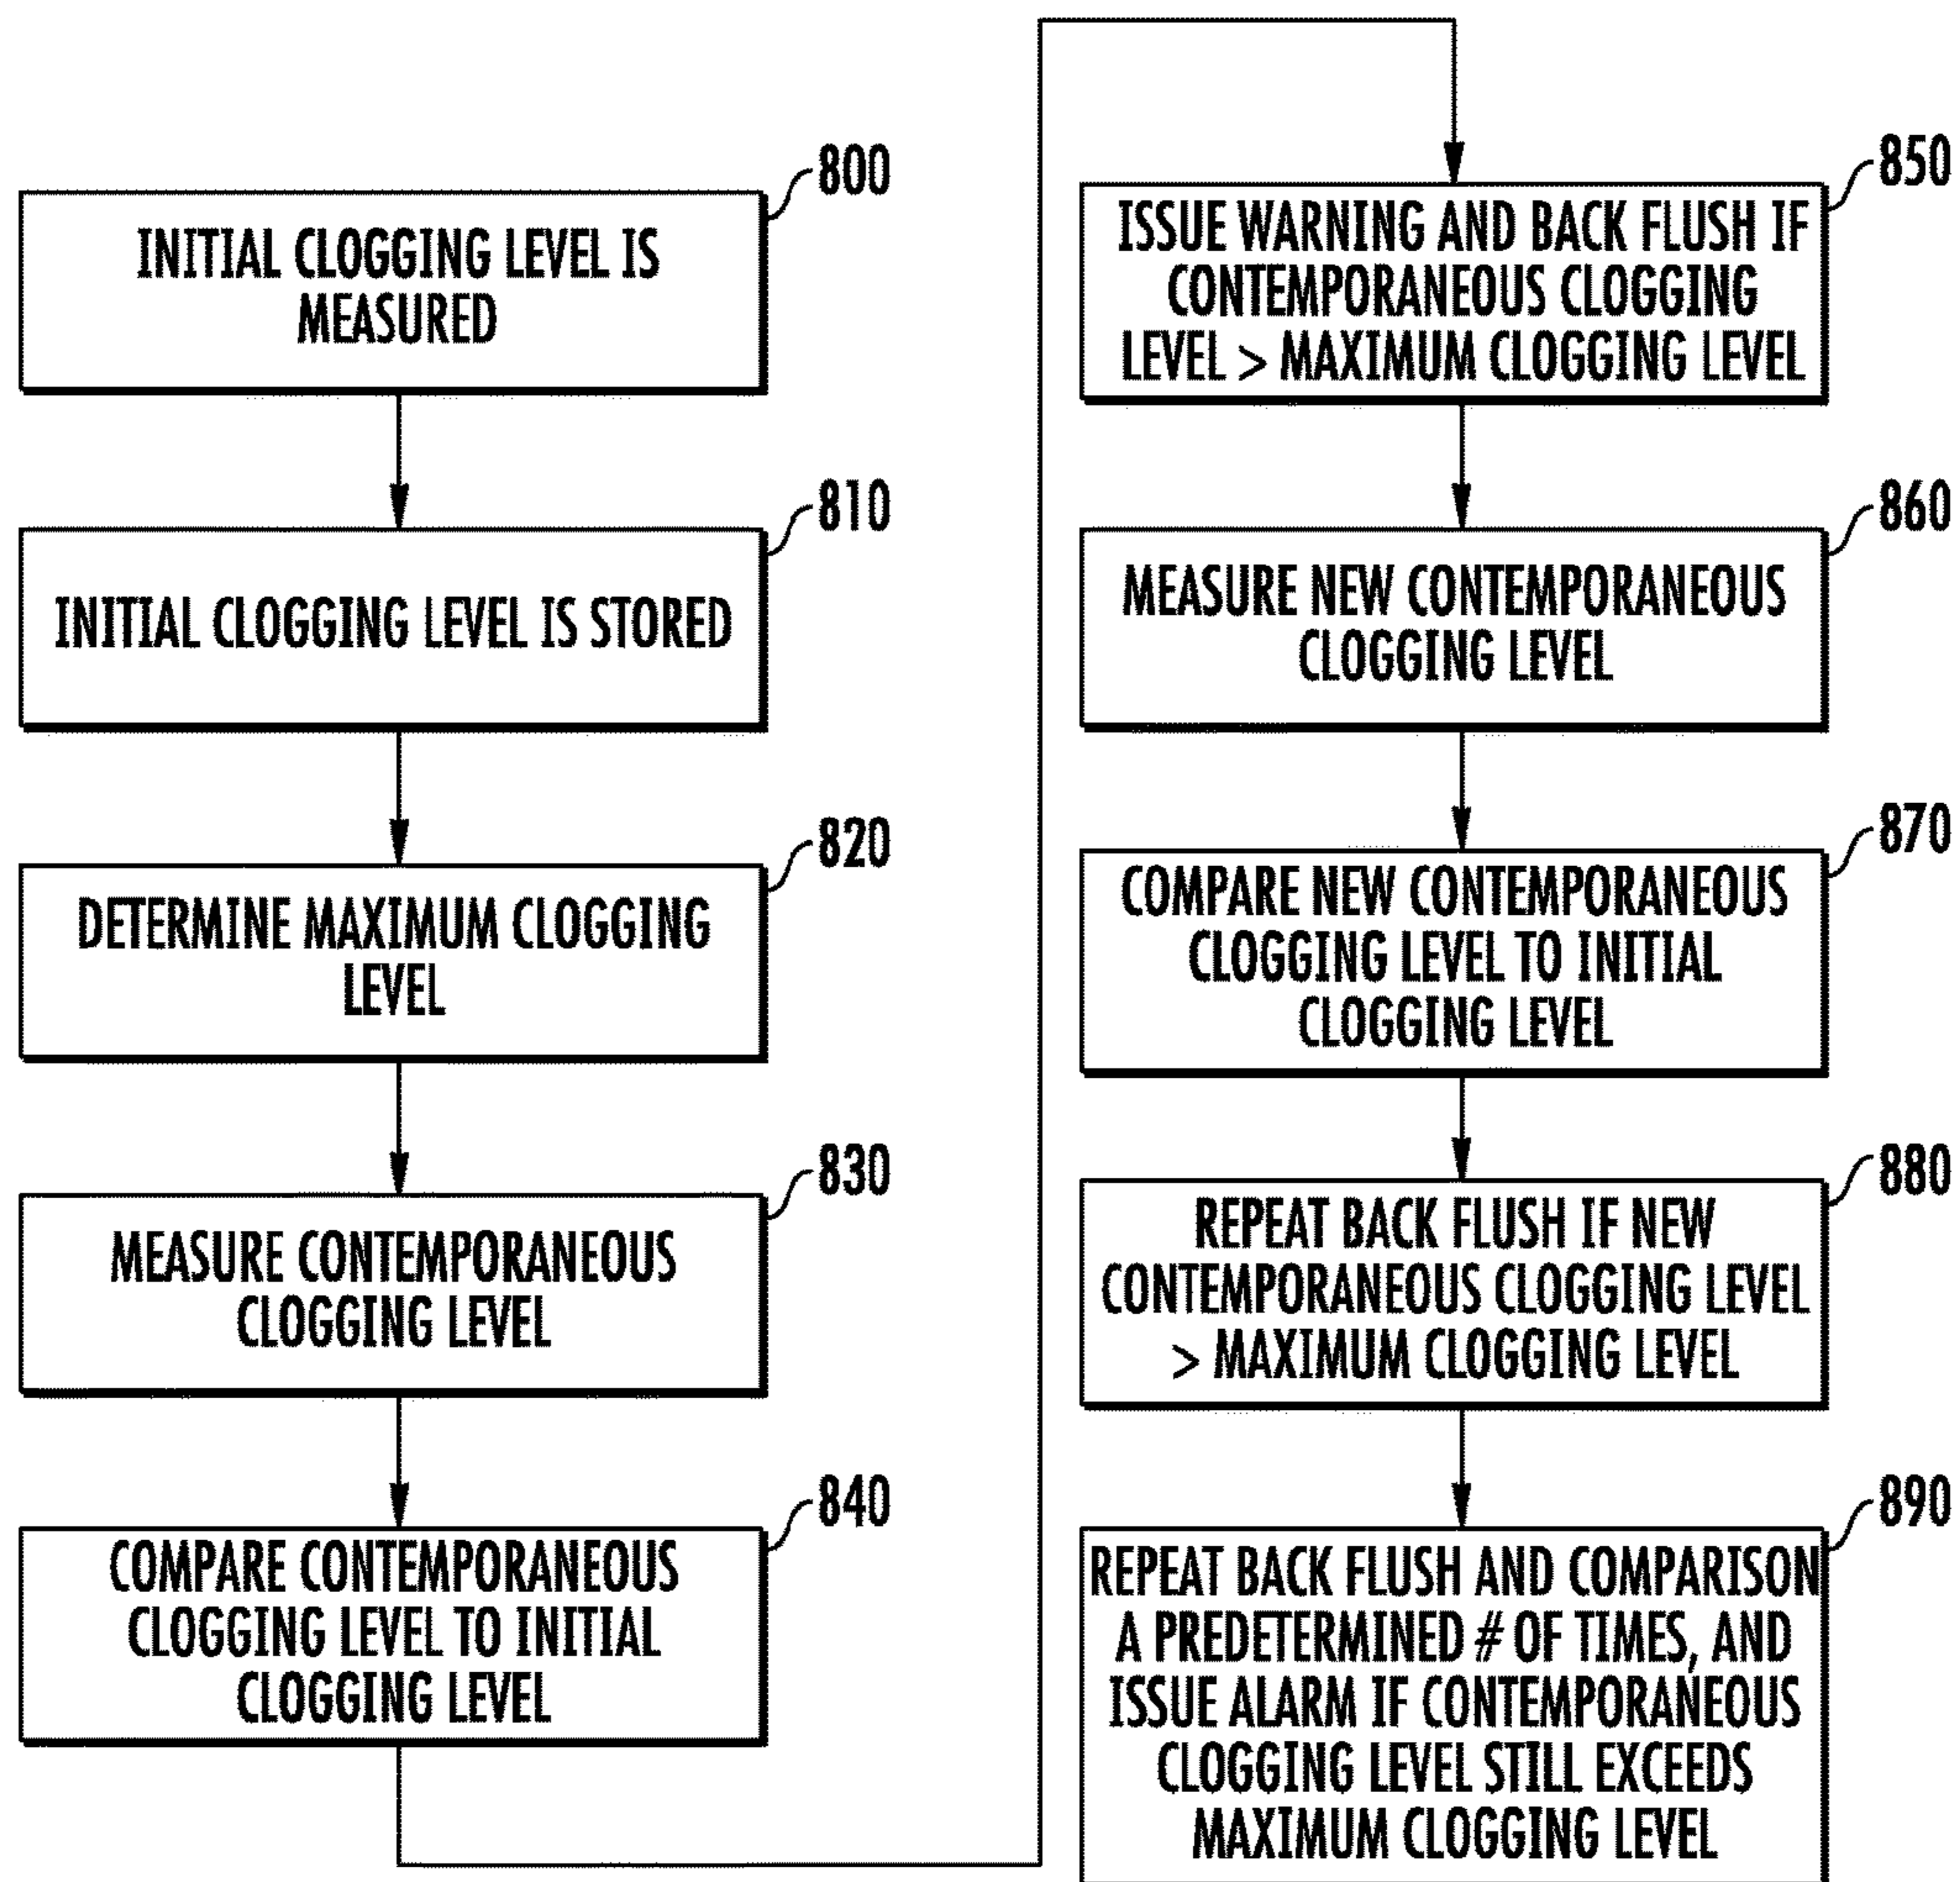 800
INITIAL CLOGGING LEVEL IS
MEASURED
810
INITIAL CLOGGING LEVEL IS STORED
820
DETERMINE MAXIMUM CLOGGING
LEVEL
830
MEASURE CONTEMPORANEOUS
CLOGGING LEVEL
840
COMPARE CONTEMPORANEOUS
CLOGGING LEVEL TO INITIAL
CLOGGING LEVEL
850
ISSUE WARNING AND BACK FLUSH IF
CONTEMPORANEOUS CLOGGING
LEVEL > MAXIMUM CLOGGING LEVEL
860
MEASURE NEW CONTEMPORANEOUS
CLOGGING LEVEL
870
COMPARE NEW CONTEMPORANEOUS
CLOGGING LEVEL TO INITIAL
CLOGGING LEVEL
880
REPEAT BACK FLUSH IF NEW
CONTEMPORANEOUS CLOGGING LEVEL
> MAXIMUM CLOGGING LEVEL
890
REPEAT BACK FLUSH AND COMPARISON
A PREDETERMINED # OF TIMES, AND
ISSUE ALARM IF CONTEMPORANEOUS
CLOGGING LEVEL STILL EXCEEDS
MAXIMUM CLOGGING LEVEL